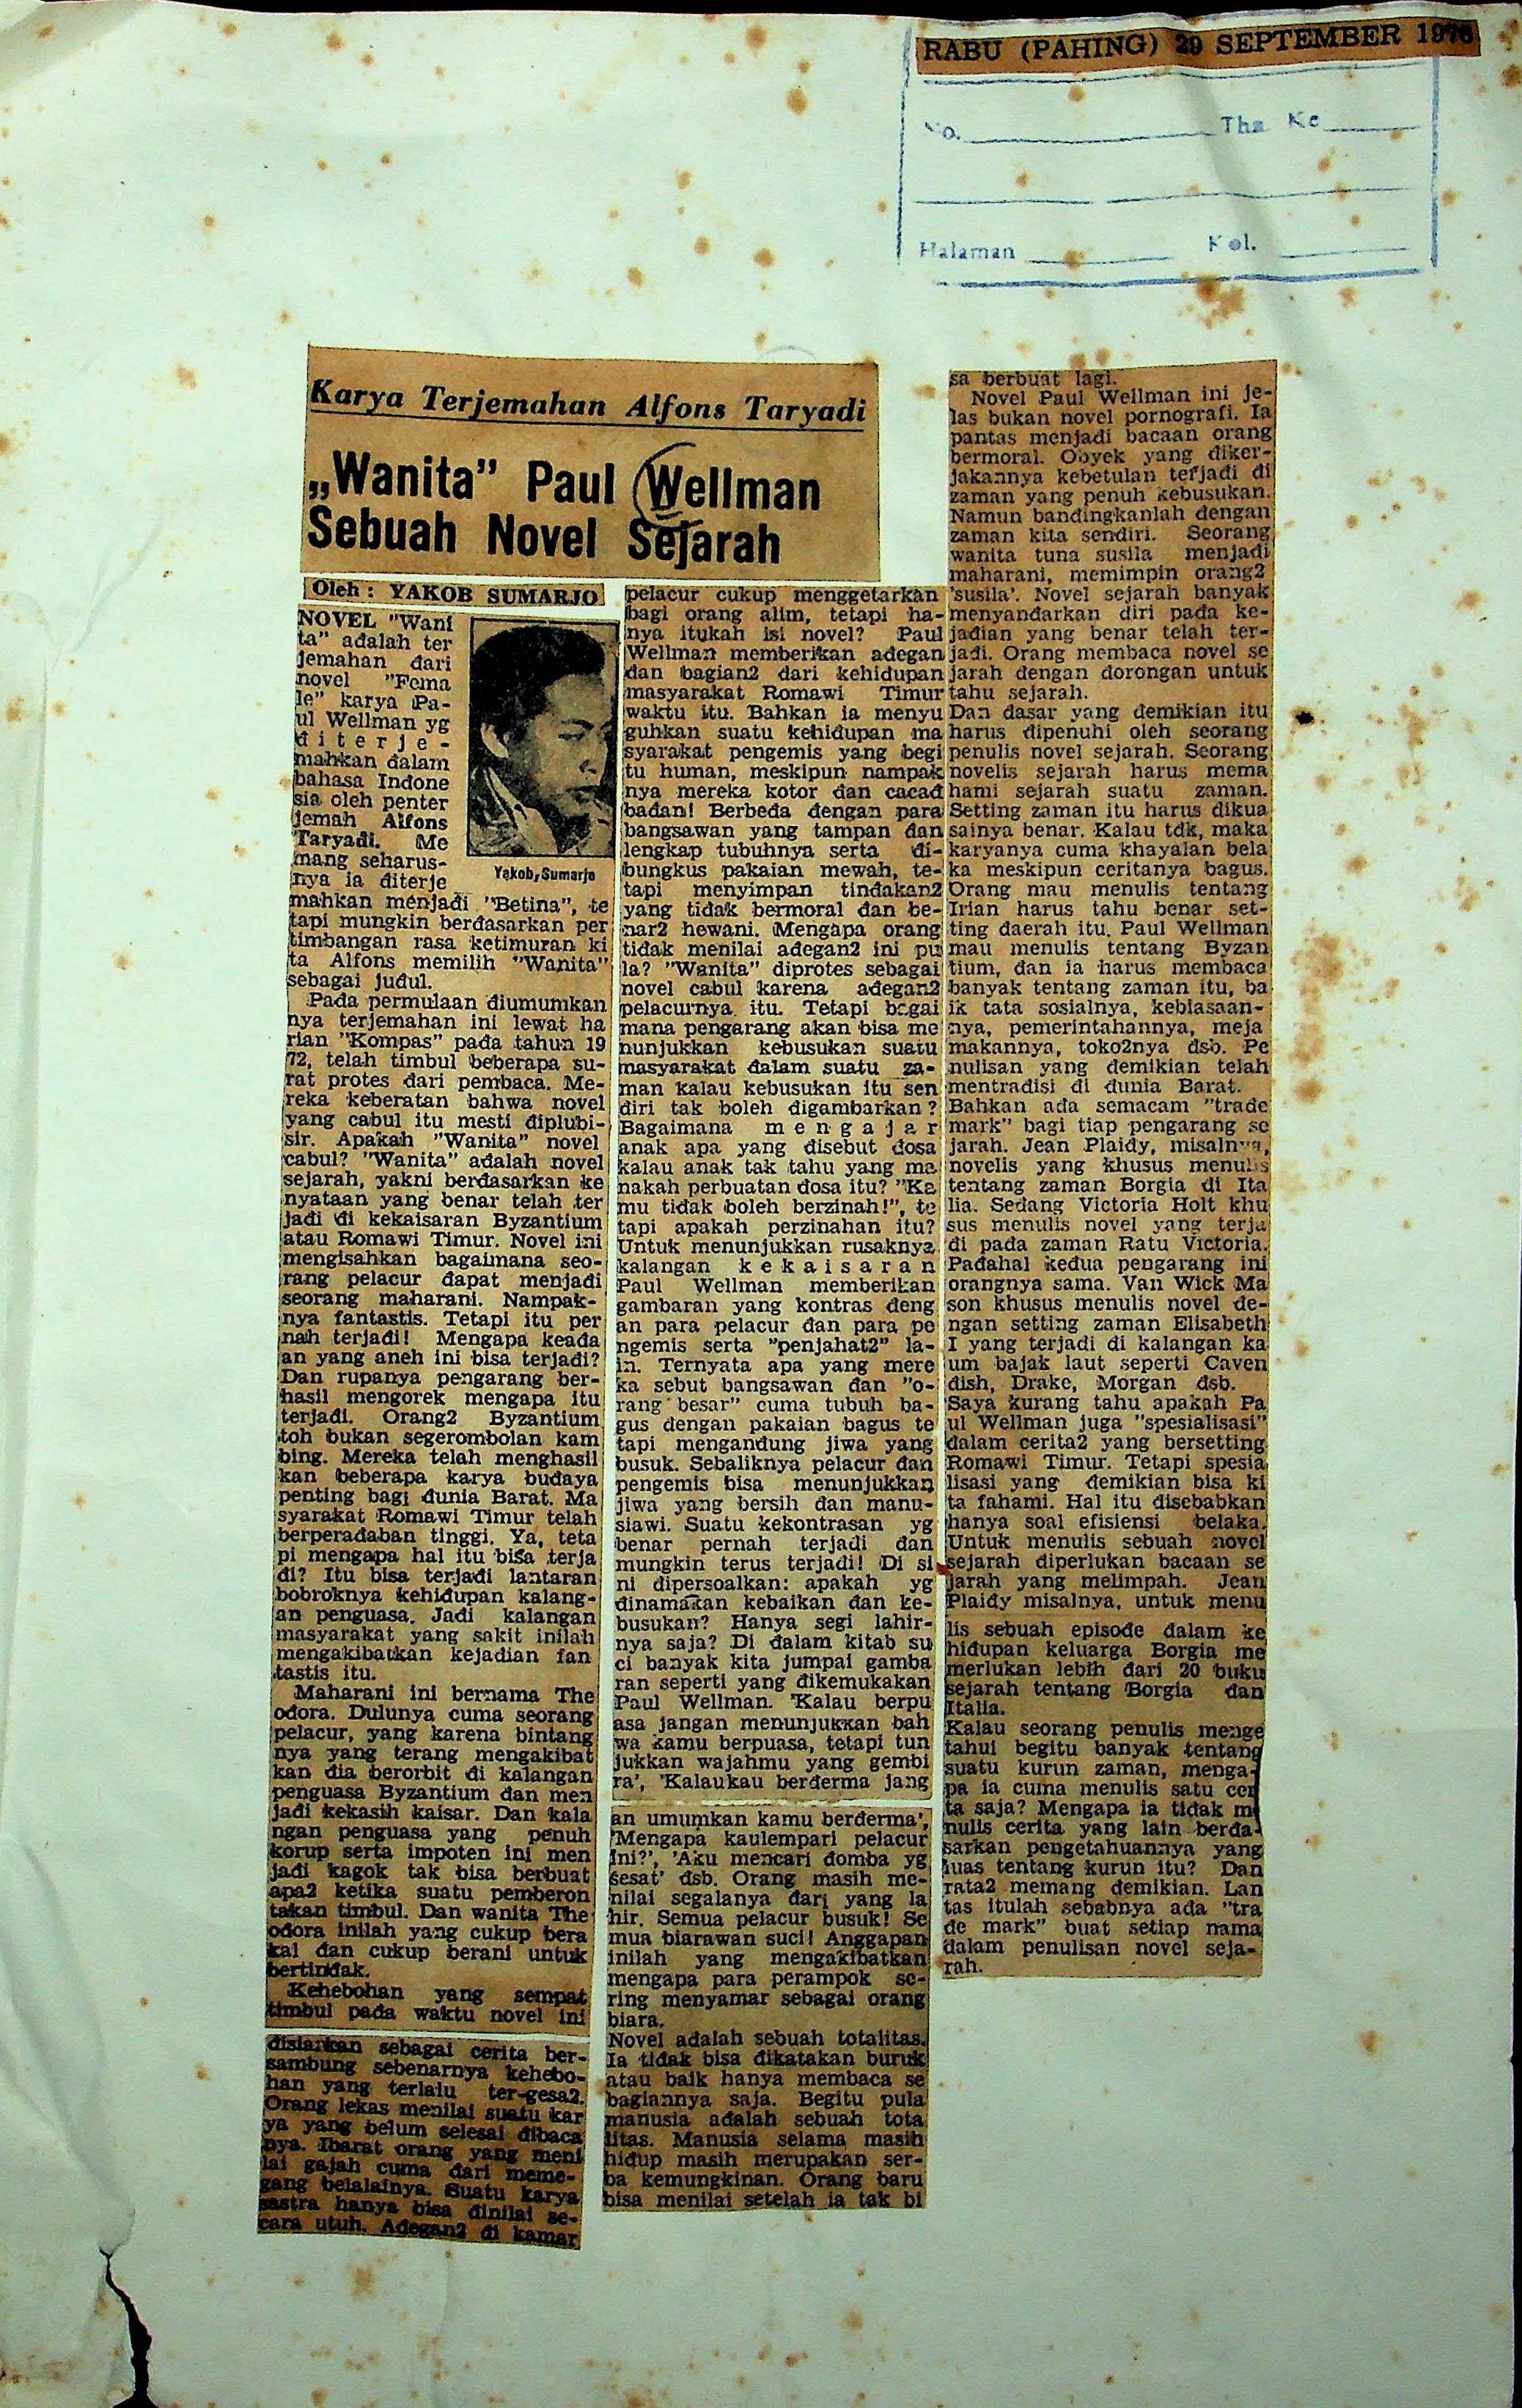 RABU (PAHING) 29 SEPTEMBER 1976
No. Thn Ke
Halaman Kol.
Karya Terjemahan Alfons Taryadi
„Wanita” Paul Wellman
Sebuah Novel Sejarah
Oleh : YAKOB SUMARJO
NOVEL "Wani
ta" adalah ter
jemahan dari
novel "Fema
le" karya Pa-
ul Wellman yg
diterje-
mahkan dalam
bahasa Indone
sia oleh penter
jemah Alfons
Taryadi. Me
mang seharus-
nya ia diterje
Yakob Sumarjo
mahkan menjadi "Betina", te
tapi mungkin berdasarkan per
timbangan rasa ketimuran ki
ta Alfons memilih "Wanita"
sebagai judul.
Pada permulaan diumumkan
nya terjemahan ini lewat ha
rian "Kompas" pada tahun 19
72, telah timbul beberapa su-
rat protes dari pembaca. Me-
reka keberatan bahwa novel
yang cabul itu mesti diplubi-
sir. Apakah "Wanita" novel
cabul? "Wanita" adalah novel
sejarah, yakni berdasarkan ke
nyataan yang benar telah ter
jadi di kekaisaran Byzantium
atau Romawi Timur. Novel ini
mengisahkan bagaimana seo-
rang pelacur dapat menjadi
seorang maharani. Nampak-
nya fantastis. Tetapi itu per
nah terjadi! Mengapa keada
an yang aneh ini bisa terjadi?
Dan rupanya pengarang ber-
hasil mengorek mengapa itu
terjadi. Orang2 Byzantium
toh bukan segerombolan kam
bing. Mereka telah menghasil
kan beberapa karya budaya
penting bagi dunia Barat. Ma
syarakat Romawi Timur telah
berperadaban tinggi. Ya, teta
pi mengapa hal itu bisa terja
di? Itu bisa terjadi lantaran
bobroknya kehidupan kalang-
an penguasa. Jadi kalangan
masyarakat yang sakit inilah
mengakibatkan kejadian fan
tastis itu.
Maharani ini bernama The
odora. Dulunya cuma seorang
pelacur, yang karena bintang
nya yang terang mengakibat
kan dia berorbit di kalangan
penguasa Byzantium dan men
jadi kekasih kaisar. Dan kala
ngan penguasa yang penuh
korup serta impoten ini men
jadi kagok tak bisa berbuat
apa2 ketika suatu pemberon
takan timbul. Dan wanita The
odora inilah yang cukup bera
kal dan cukup berani untuk
bertindak.
Kehebohan yang sempat
timbul pada waktu novel ini
disiarkan sebagai cerita ber-
sambung sebenarnya kehebo-
han yang terlalu ter-gesa2.
Orang lekas menilai suatu kar
ya yang belum selesai dibaca
nya. Ibarat orang yang meni
lai gajah cuma dari meme-
gang belalainya. Suatu karya
sastra hanya bisa dinilai se-
cara utuh. Adegan2 di kamar
pelacur cukup menggetarkan
bagi orang alim, tetapi ha-
nya itukah isi novel? Paul
Wellman memberikan adegan
dan bagian2 dari kehidupan
masyarakat Romawi Timur
waktu itu. Bahkan ia menyu
guhkan suatu kehidupan ma
syarakat pengemis yang begi
tu human, meskipun nampak
nya mereka kotor dan cacad
badan! Berbeda dengan para
bangsawan yang tampan dan
lengkap tubuhnya serta di-
bungkus pakaian mewah, te-
tapi menyimpan tindakan2
yang tidak bermoral dan be-
nar2 hewani. Mengapa orang
tidak menilai adegan2 ini pu
la? "Wanita" diprotes sebagai
novel cabul karena adegan2
pelacurnya itu. Tetapi bagai
mana pengarang akan bisa me
nunjukkan kebusukan suatu
masyarakat dalam suatu za-
man kalau kebusukan itu sen
diri tak boleh digambarkan?
Bagaimana mengajar
anak apa yang disebut dosa
kalau anak tak tahu yang ma
nakah perbuatan dosa itu? "Ka
mu tidak boleh berzinah!", te
tapi apakah perzinahan itu?
Untuk menunjukkan rusaknya
kalangan kekaisaran
Paul Wellman memberikan
gambaran yang kontras deng
an para pelacur dan para pe
ngemis serta "penjahat2" la-
in. Ternyata apa yang mere
ka sebut bangsawan dan "o-
rang besar" cuma tubuh ba-
gus dengan pakaian bagus te
tapi mengandung jiwa yang
busuk. Sebaliknya pelacur dan
pengemis bisa menunjukkan
jiwa yang bersih dan manu-
siawi. Suatu kekontrasan yg
benar pernah terjadi dan
mungkin terus terjadi! Di si
ni dipersoalkan: apakah yg
dinamakan kebaikan dan ke-
busukan? Hanya segi lahir-
nya saja? Di dalam kitab su
ci banyak kita jumpai gamba
ran seperti yang dikemukakan
Paul Wellman. 'Kalau berpu
asa jangan menunjukkan bah
wa kamu berpuasa, tetapi tun
jukkan wajahmu yang gembi
ra', 'Kalaukau berderma jang
an umumkan kamu berderma',
'Mengapa kaulempari pelacur
ini?', 'Aku mencari domba yg
sesat' dsb. Orang masih me-
nilai segalanya dari yang la
hir. Semua pelacur busuk! Se
mua biarawan suci! Anggapan
inilah yang mengakibatkan
mengapa para perampok se-
ring menyamar sebagai orang
biara.
Novel adalah sebuah totalitas.
Ia tidak bisa dikatakan buruk
atau baik hanya membaca se
bagiannya saja. Begitu pula
manusia adalah sebuah tota
litas. Manusia selama masih
hidup masih merupakan ser-
ba kemungkinan. Orang baru
bisa menilai setelah ia tak bi
sa berbuat lagi.
Novel Paul Wellman ini je-
las bukan novel pornografi. Ia
pantas menjadi bacaan orang
bermoral. Obyek yang diker-
jakannya kebetulan terjadi di
zaman yang penuh kebusukan.
Namun bandingkanlah dengan
zaman kita sendiri. Seorang
wanita tuna susila menjadi
maharani, memimpin orang2
'susila'. Novel sejarah banyak
menyandarkan diri pada ke-
jadian yang benar telah ter-
jadi. Orang membaca novel se
jarah dengan dorongan untuk
tahu sejarah.
Dan dasar yang demikian itu
harus dipenuhi oleh seorang
penulis novel sejarah. Seorang
novelis sejarah harus mema
hami sejarah suatu zaman.
Setting zaman itu harus dikua
sainya benar. Kalau tdk, maka
karyanya cuma khayalan bela
ka meskipun ceritanya bagus.
Orang mau menulis tentang
Irian harus tahu benar set-
ting daerah itu. Paul Wellman
mau menulis tentang Byzan
tium, dan ia harus membaca
banyak tentang zaman itu, ba
ik tata sosialnya, kebiasaan-
nya, pemerintahannya, meja
makannya, toko2nya dsb. Pe
nulisan yang demikian telah
mentradisi di dunia Barat.
Bahkan ada semacam "trade
mark" bagi tiap pengarang se
jarah. Jean Plaidy, misalnya,
novelis yang khusus menulis
tentang zaman Borgia di Ita
lia. Sedang Victoria Holt khu
sus menulis novel yang terja
di pada zaman Ratu Victoria.
Padahal kedua pengarang ini
orangnya sama. Van Wick Ma
son khusus menulis novel de-
ngan setting zaman Elisabeth
I yang terjadi di kalangan ka
um bajak laut seperti Caven
dish, Drake, Morgan dsb.
Saya kurang tahu apakah Pa
ul Wellman juga "spesialisasi"
dalam cerita2 yang bersetting
Romawi Timur. Tetapi spesia
lisasi yang demikian bisa ki
ta fahami. Hal itu disebabkan
hanya soal efisiensi belaka.
Untuk menulis sebuah novel
sejarah diperlukan bacaan se
jarah yang melimpah. Jean
Plaidy misalnya, untuk menu
lis sebuah episode dalam ke
hidupan keluarga Borgia me
merlukan lebih dari 20 buku
sejarah tentang Borgia dan
Italia.
Kalau seorang penulis menge
tahui begitu banyak tentang
suatu kurun zaman, menga-
pa ia cuma menulis satu ceri
ta saja? Mengapa ia tidak me
nulis cerita yang lain berda-
sarkan pengetahuannya yang
luas tentang kurun itu? Dan
rata2 memang demikian. Lan
tas itulah sebabnya ada "tra
de mark" buat setiap nama
dalam penulisan novel seja-
rah.